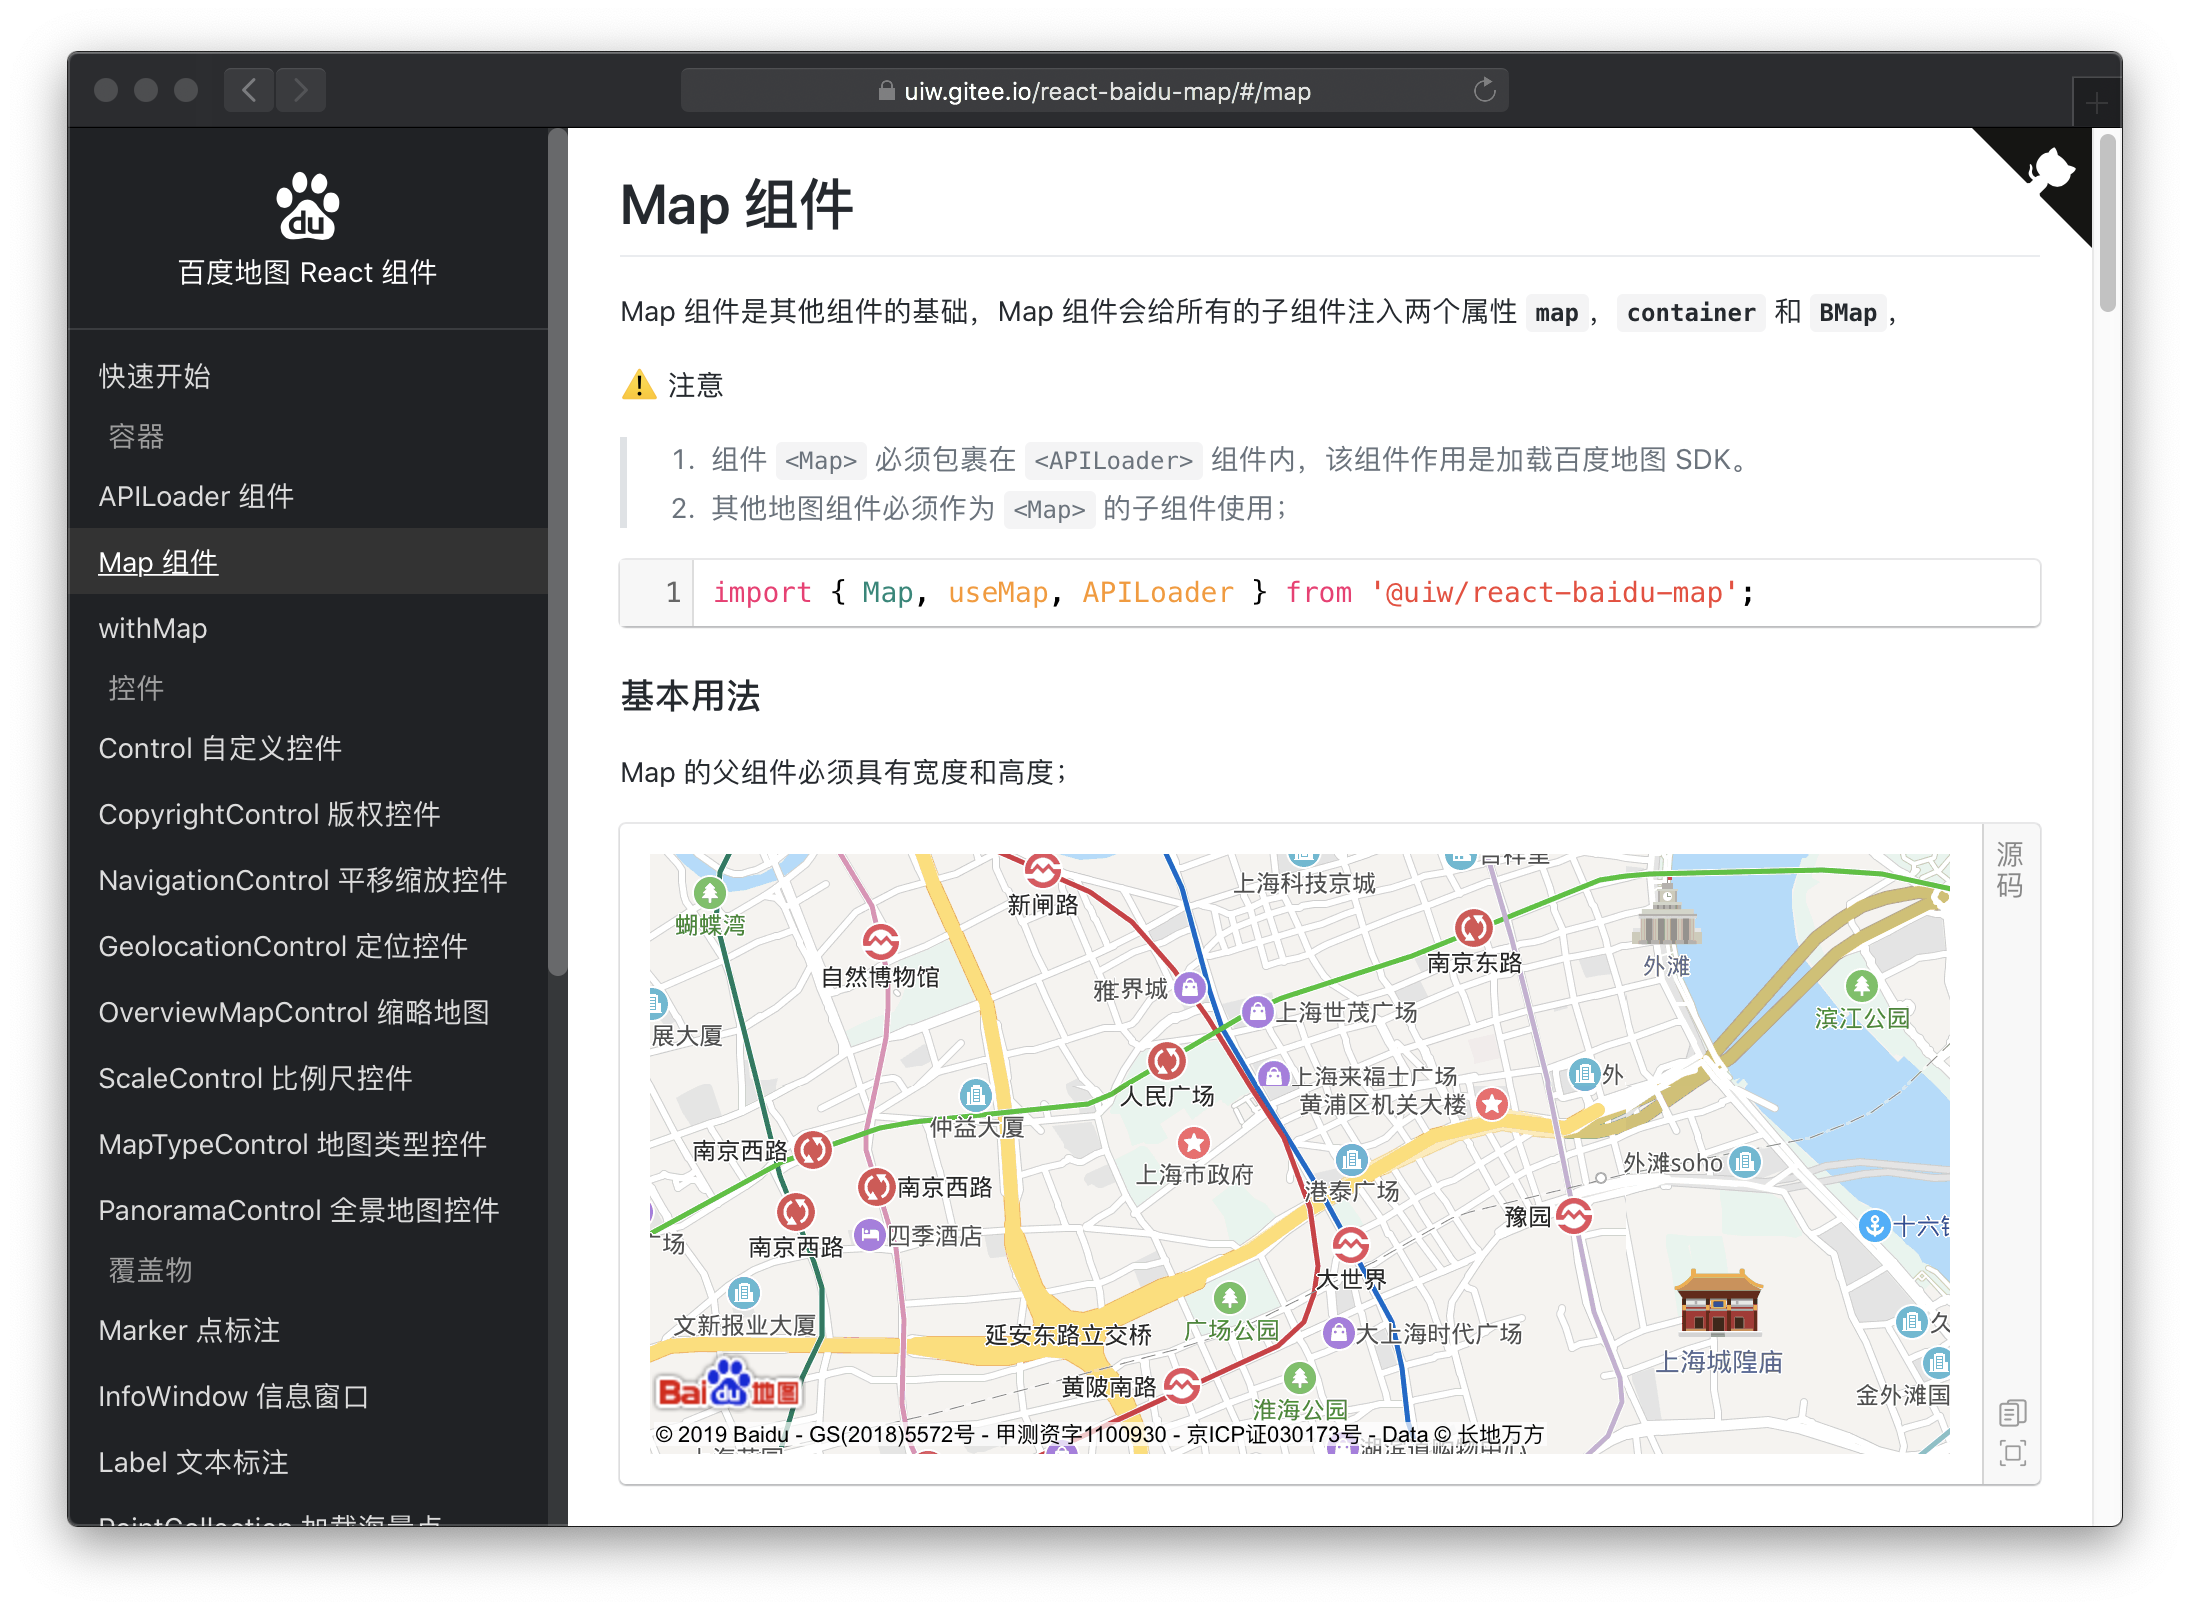 uiw.gitee.io/react-baidu-map/#/map
du
百度地图 React 组件
快速开始
容器
APILoader 组件
Map 组件
withMap
控件
Control 自定义控件
CopyrightControl 版权控件
NavigationControl 平移缩放控件
GeolocationControl 定位控件
OverviewMapControl 缩略地图
ScaleControl 比例尺控件
MapTypeControl 地图类型控件
PanoramaControl 全景地图控件
覆盖物
Marker 点标注
InfoWindow 信息窗口
Label 文本标注
PointCollection 加载海量点
Map 组件
Map 组件是其他组件的基础，Map 组件会给所有的子组件注入两个属性 map， container 和 BMap，
⚠️ 注意
1. 组件 <Map> 必须包裹在 <APILoader> 组件内，该组件作用是加载百度地图 SDK。
2. 其他地图组件必须作为 <Map> 的子组件使用；
1 import { Map, useMap, APILoader } from '@uiw/react-baidu-map';
基本用法
Map 的父组件必须具有宽度和高度；
源码
上海科技京城
新闸路
蝴蝶湾
南京东路
外滩
自然博物馆
雅世界城
上海世茂广场
滨江公园
展大厦
上海来福士广场
外
人民广场
黄浦区机关大楼
仲益大厦
南京西路
上海市政府
外滩soho
港泰广场
南京西路
豫园
十六铺
四季酒店
广场
南京西路
大世界
文新报业大厦
延安东路立交桥
广场公园
大上海时代广场
久
上海城隍庙
Bai du 地图
黄陂南路
金外滩国
淮海公园
© 2019 Baidu - GS(2018)5572号 - 甲测资字1100930 - 京ICP证030173号 - Data © 长地万方